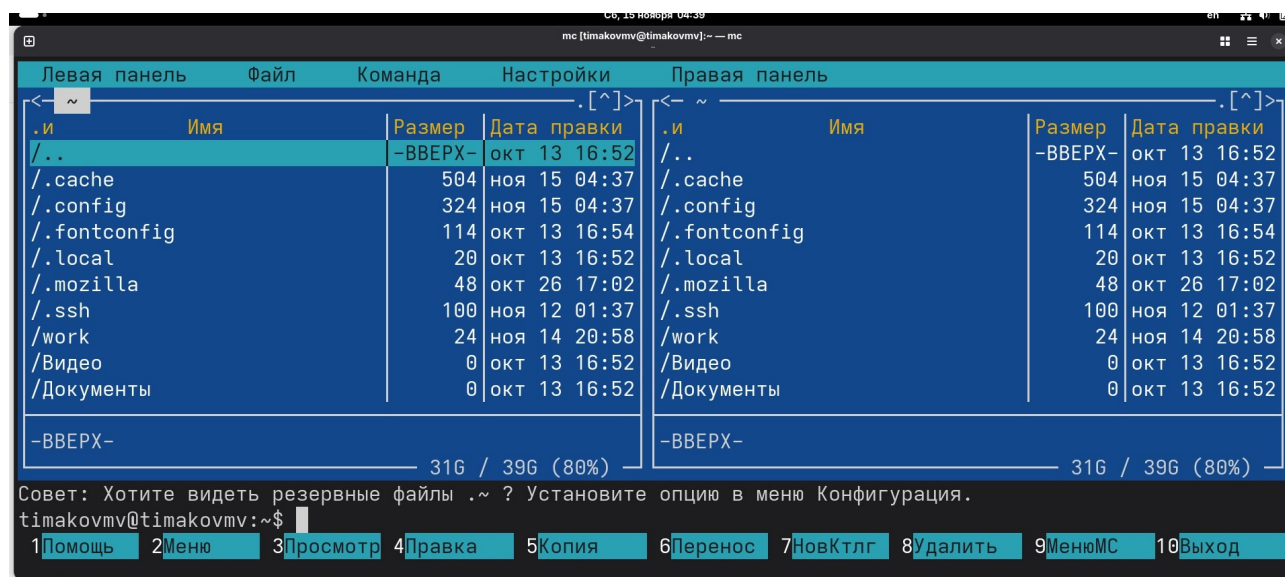 Сб, 15 ноября 04:39 en
mc [timakovmv@timakovmv]:~ — mc
Левая панель Файл Команда Настройки Правая панель
<— ~ .[^]> <— ~ .[^]>
.и Имя Размер Дата правки .и Имя Размер Дата правки
/.. -ВВЕРХ- окт 13 16:52 /.. -ВВЕРХ- окт 13 16:52
/.cache 504 ноя 15 04:37 /.cache 504 ноя 15 04:37
/.config 324 ноя 15 04:37 /.config 324 ноя 15 04:37
/.fontconfig 114 окт 13 16:54 /.fontconfig 114 окт 13 16:54
/.local 20 окт 13 16:52 /.local 20 окт 13 16:52
/.mozilla 48 окт 26 17:02 /.mozilla 48 окт 26 17:02
/.ssh 100 ноя 12 01:37 /.ssh 100 ноя 12 01:37
/work 24 ноя 14 20:58 /work 24 ноя 14 20:58
/Видео 0 окт 13 16:52 /Видео 0 окт 13 16:52
/Документы 0 окт 13 16:52 /Документы 0 окт 13 16:52
-ВВЕРХ- -ВВЕРХ-
31G / 39G (80%) 31G / 39G (80%)
Совет: Хотите видеть резервные файлы .~ ? Установите опцию в меню Конфигурация.
timakovmv@timakovmv:~$
1Помощь 2Меню 3Просмотр 4Правка 5Копия 6Перенос 7НовКтлг 8Удалить 9МенюMC 10Выход